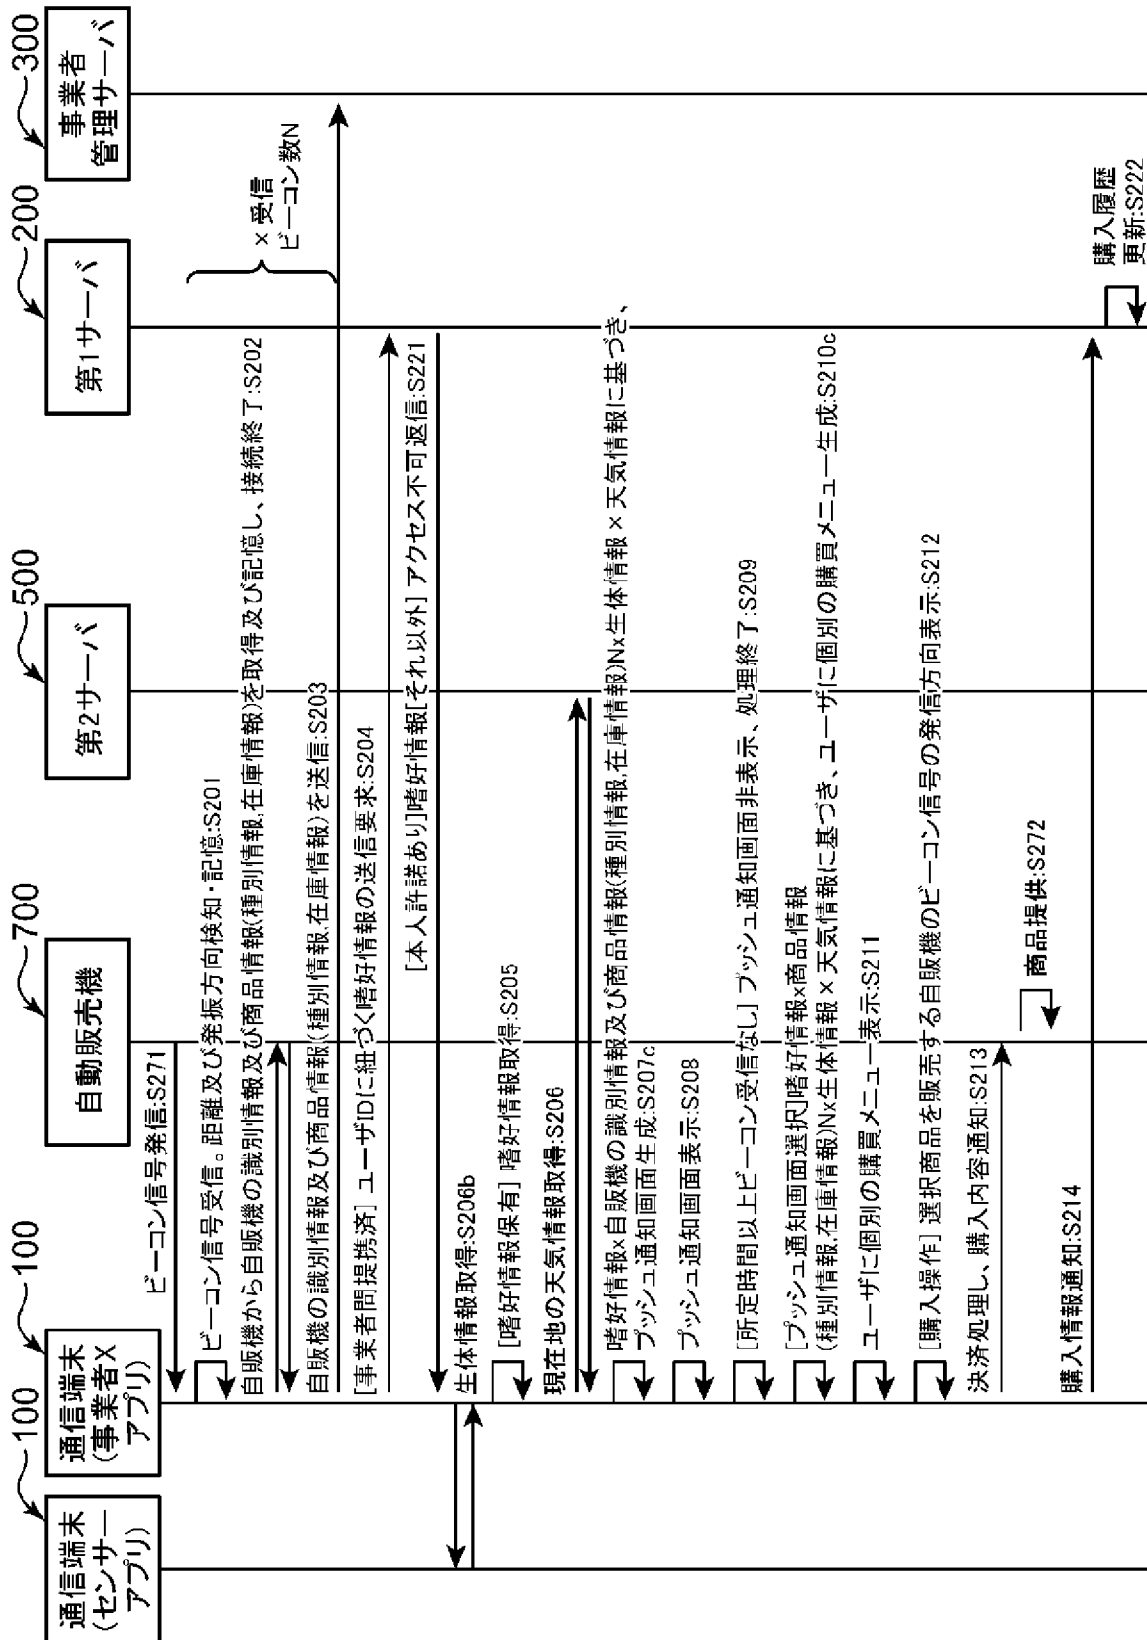 100
通信端末
(センサー
アプリ)
100
通信端末
(事業者X
アプリ)
700
自動販売機
500
第2サーバ
200
第1サーバ
300
事業者
管理サーバ
ビーコン信号発信:S271
ビーコン信号受信。距離及び発振方向検知・記憶:S201
自販機から自販機の識別情報及び商品情報(種別情報,在庫情報)を取得及び記憶し、接続終了:S202
×受信
ビーコン数N
自販機の識別情報及び商品情報(種別情報,在庫情報)を送信:S203
[事業者間提携済] ユーザIDに紐づく嗜好情報の送信要求:S204
[本人許諾あり]嗜好情報[それ以外] アクセス不可返信:S221
生体情報取得:S206b
[嗜好情報保有] 嗜好情報取得:S205
現在地の天気情報取得:S206
嗜好情報x自販機の識別情報及び商品情報(種別情報,在庫情報)Nx生体情報×天気情報に基づき、
プッシュ通知画面生成:S207c
プッシュ通知画面表示:S208
[所定時間以上ビーコン受信なし] プッシュ通知画面非表示、処理終了:S209
[プッシュ通知画面選択]嗜好情報x商品情報
(種別情報,在庫情報)Nx生体情報×天気情報に基づき、ユーザに個別の購買メニュー生成:S210c
ユーザに個別の購買メニュー表示:S211
[購入操作] 選択商品を販売する自販機のビーコン信号の発信方向表示:S212
決済処理し、購入内容通知:S213
商品提供:S272
購入情報通知:S214
購入履歴
更新:S222